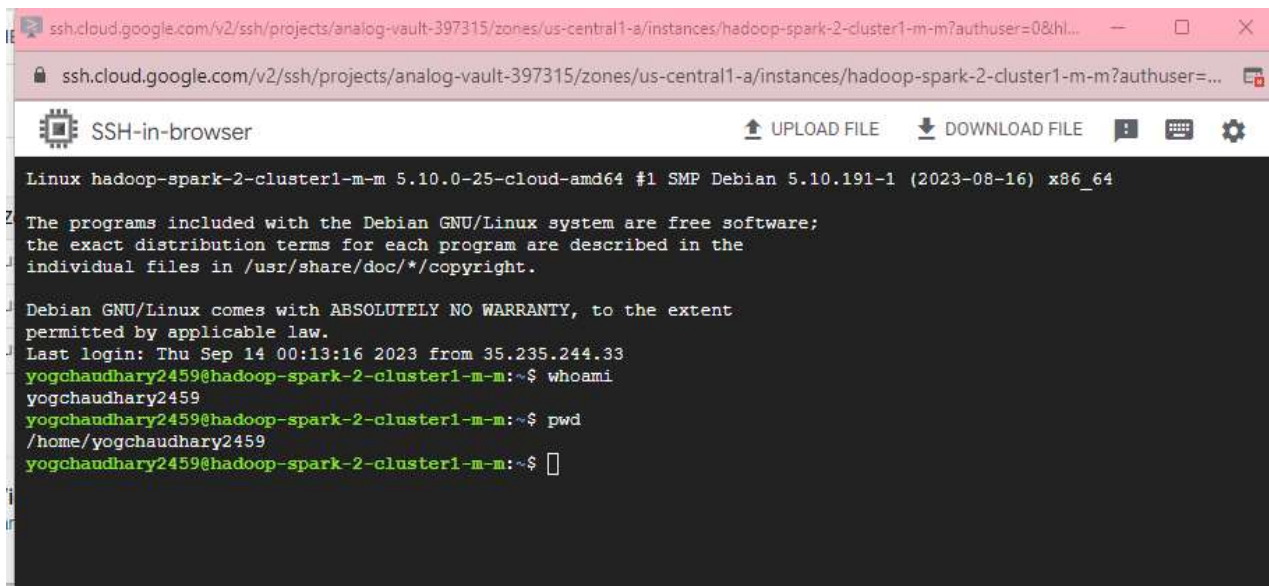 ssh.cloud.google.com/v2/ssh/projects/analog-vault-397315/zones/us-central1-a/instances/hadoop-spark-2-cluster1-m-m?authuser=0&hl...
ssh.cloud.google.com/v2/ssh/projects/analog-vault-397315/zones/us-central1-a/instances/hadoop-spark-2-cluster1-m-m?authuser=...
SSH-in-browser UPLOAD FILE DOWNLOAD FILE
Linux hadoop-spark-2-cluster1-m-m 5.10.0-25-cloud-amd64 #1 SMP Debian 5.10.191-1 (2023-08-16) x86_64
The programs included with the Debian GNU/Linux system are free software;
the exact distribution terms for each program are described in the
individual files in /usr/share/doc/*/copyright.
Debian GNU/Linux comes with ABSOLUTELY NO WARRANTY, to the extent
permitted by applicable law.
Last login: Thu Sep 14 00:13:16 2023 from 35.235.244.33
yogchaudhary2459@hadoop-spark-2-cluster1-m-m:~$ whoami
yogchaudhary2459
yogchaudhary2459@hadoop-spark-2-cluster1-m-m:~$ pwd
/home/yogchaudhary2459
yogchaudhary2459@hadoop-spark-2-cluster1-m-m:~$